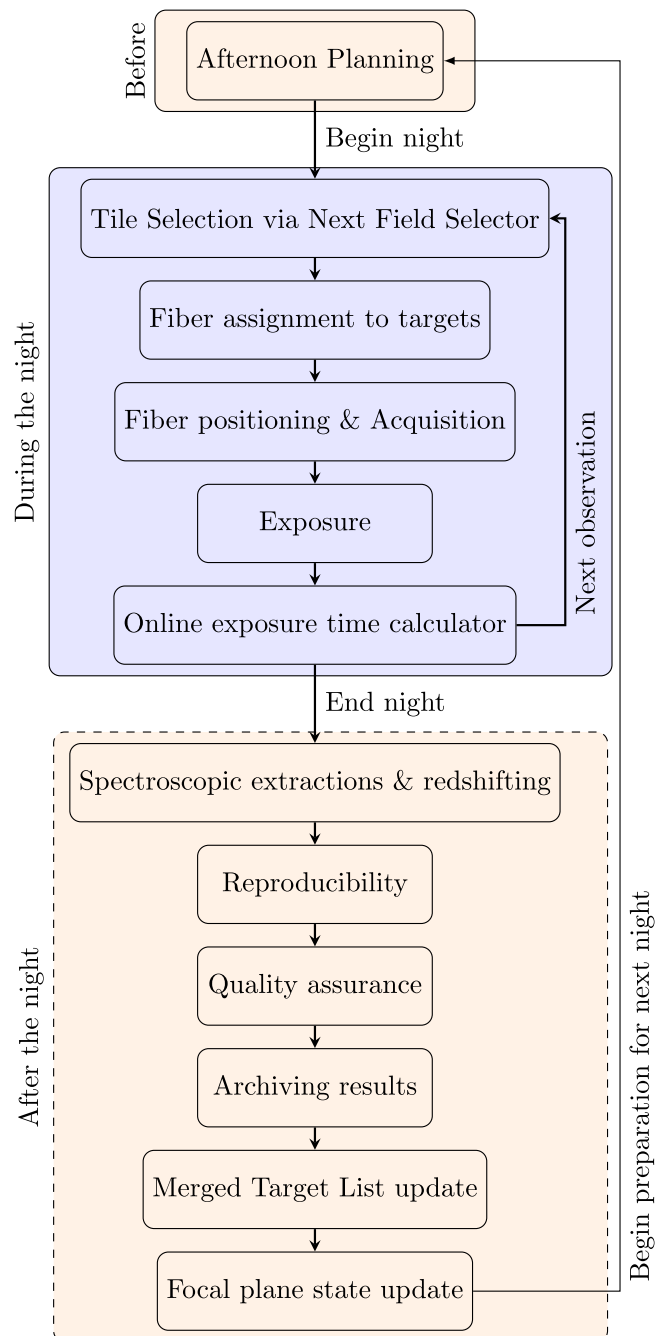 Before
Afternoon Planning
Begin night
During the night
Tile Selection via Next Field Selector
Fiber assignment to targets
Fiber positioning & Acquisition
Exposure
Online exposure time calculator
Next observation
End night
After the night
Spectroscopic extractions & redshifting
Reproducibility
Quality assurance
Archiving results
Merged Target List update
Focal plane state update
Begin preparation for next night